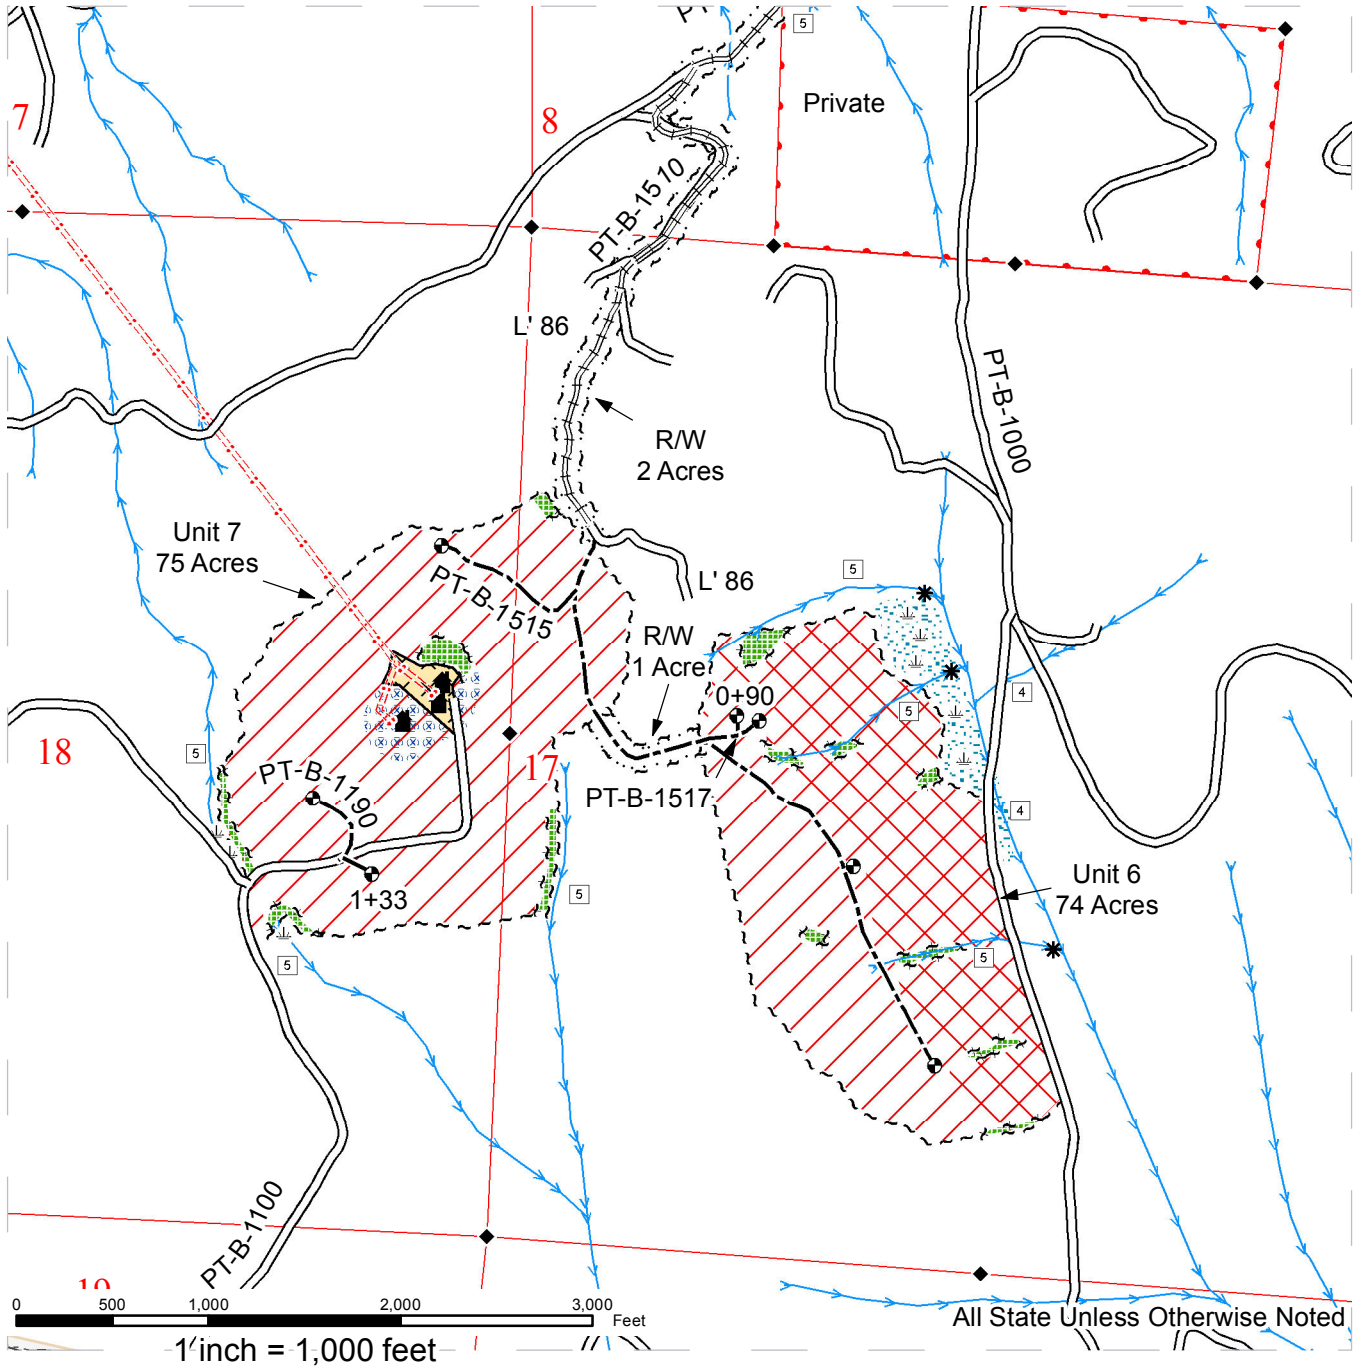 PT
5
Private
7
8
PT-B-1510
L' 86
PT-B-1000
R/W
2 Acres
Unit 7
75 Acres
PT-B-1515
L' 86
5
R/W
1 Acre
0+90
5
4
18
5
17
PT-B-1190
PT-B-1517
4
1+33
5
Unit 6
74 Acres
5
5
PT-B-1100
19
0 500 1,000 2,000 3,000
Feet
All State Unless Otherwise Noted
1 inch = 1,000 feet